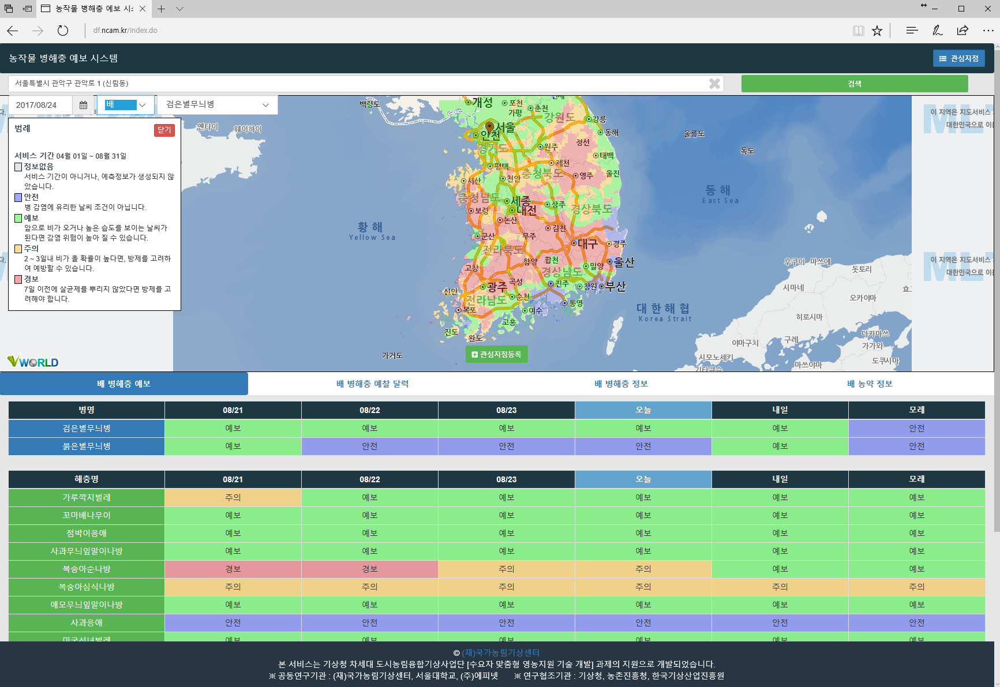 농작물 병해충 예보 시스
df.ncam.kr/index.do
농작물 병해충 예보 시스템
관심지점
서울특별시 관악구 관악로 1 (신림동)
검색
2017/08/24
배
검은별무늬병
범례
닫기
서비스 기간 04월 01일 ~ 08월 31일
정보없음
서비스 기간이 아니거나, 예측정보가 생성되지 않
았습니다.
안전
병 감염에 유리한 날씨 조건이 아닙니다.
예보
앞으로 비가 오거나 높은 습도를 보이는 날씨가
된다면 감염 위험이 높아 질 수 있습니다.
주의
2 ~ 3일내 비가 올 확률이 높다면, 방제를 고려하
여 예방할 수 있습니다.
경보
7일 이전에 살균제를 뿌리지 않았다면 방제를 고
려해야 합니다.
VWORLD
백령도
개성
포천
가평
춘천
강원도
강릉
옌타이
웨이하이
서울
인천
동해
울릉도
정선
경기도
원주
독도
태백
평택
제천
충청북도
영주
울진
서산
천안
동해
East Sea
충청남도
세종
상주
대전
경상북도
보령
논산
황해
Yellow Sea
김천
군산
무주
대구
경주
전라북도
함양
합천
울산
고창
경상남도
밀양
광주
곡성
진주
창원
부산
신안
전라남도
순천
통영
목포
여수
고흥
진도
완도
가거도
대한해협
Korea Strait
후쿠이
마쓰에
돗토리
시마네
오카야마
히로시마
구레
다카마쓰
가가와
야마구치
시모노세키
마쓰야마
도쿠시마
이 지역은 지도서비스
대한민국으로 이
이 지역은 지도서비스
대한민국으로 이
관심지점등록
배 병해충 예보	배 병해충 예찰 달력	배 병해충 정보	배 농약 정보
병명	08/21	08/22	08/23	오늘	내일	모레
검은별무늬병	예보	예보	예보	예보	예보	안전
붉은별무늬병	예보	안전	안전	안전	예보	안전
해충명	08/21	08/22	08/23	오늘	내일	모레
가루깍지벌레	주의	예보	예보	예보	예보	예보
꼬마배나무이	예보	예보	예보	예보	예보	예보
점박이응애	예보	예보	예보	예보	예보	예보
사과무늬잎말이나방	예보	예보	예보	예보	예보	예보
복숭아순나방	경보	경보	주의	주의	예보	예보
복숭아심식나방	주의	주의	주의	주의	주의	주의
애모무늬잎말이나방	예보	예보	예보	예보	예보	예보
사과응애	안전	안전	안전	안전	안전	안전
미국선녀벌레	예보	예보	예보	예보	예보	예보
© (재)국가농림기상센터
본 서비스는 기상청 차세대 도시농림융합기상사업단 [수요자 맞춤형 영농지원 기술 개발] 과제의 지원으로 개발되었습니다.
※ 공동연구기관 : (재)국가농림기상센터, 서울대학교, (주)에피넷 ※ 연구협조기관 : 기상청, 농촌진흥청, 한국기상산업진흥원